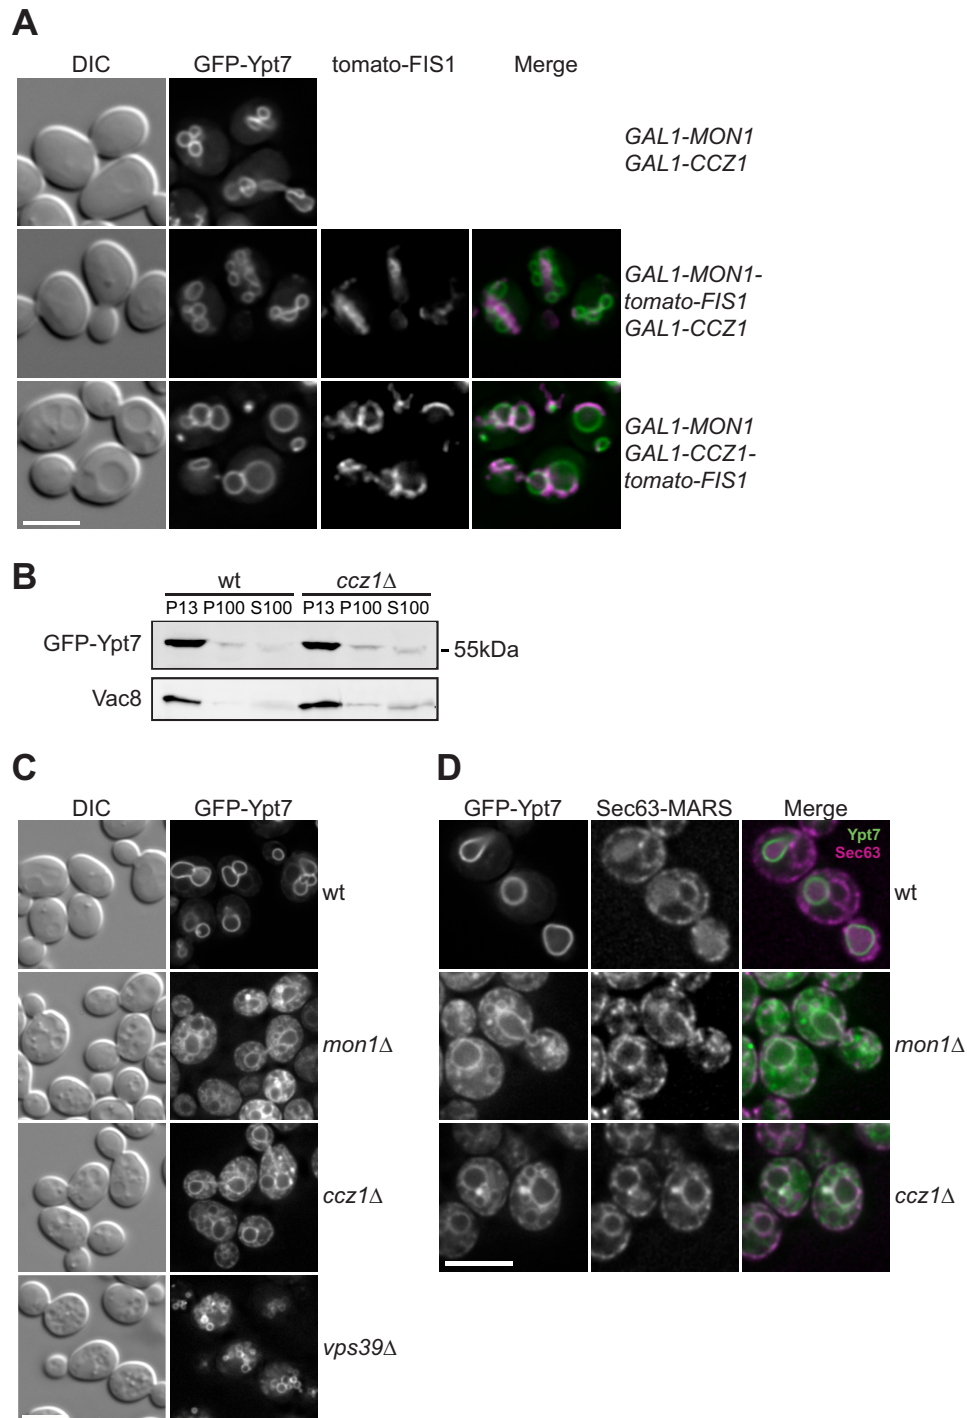 A
DIC GFP-Ypt7 tomato-FIS1 Merge
GAL1-MON1
GAL1-CCZ1
GAL1-MON1-
tomato-FIS1
GAL1-CCZ1
GAL1-MON1
GAL1-CCZ1-
tomato-FIS1
B
wt ccz1Δ
P13 P100 S100 P13 P100 S100
GFP-Ypt7
55kDa
Vac8
C
DIC GFP-Ypt7
wt
mon1Δ
ccz1Δ
vps39Δ
D
GFP-Ypt7 Sec63-MARS Merge
Ypt7
Sec63
wt
mon1Δ
ccz1Δ